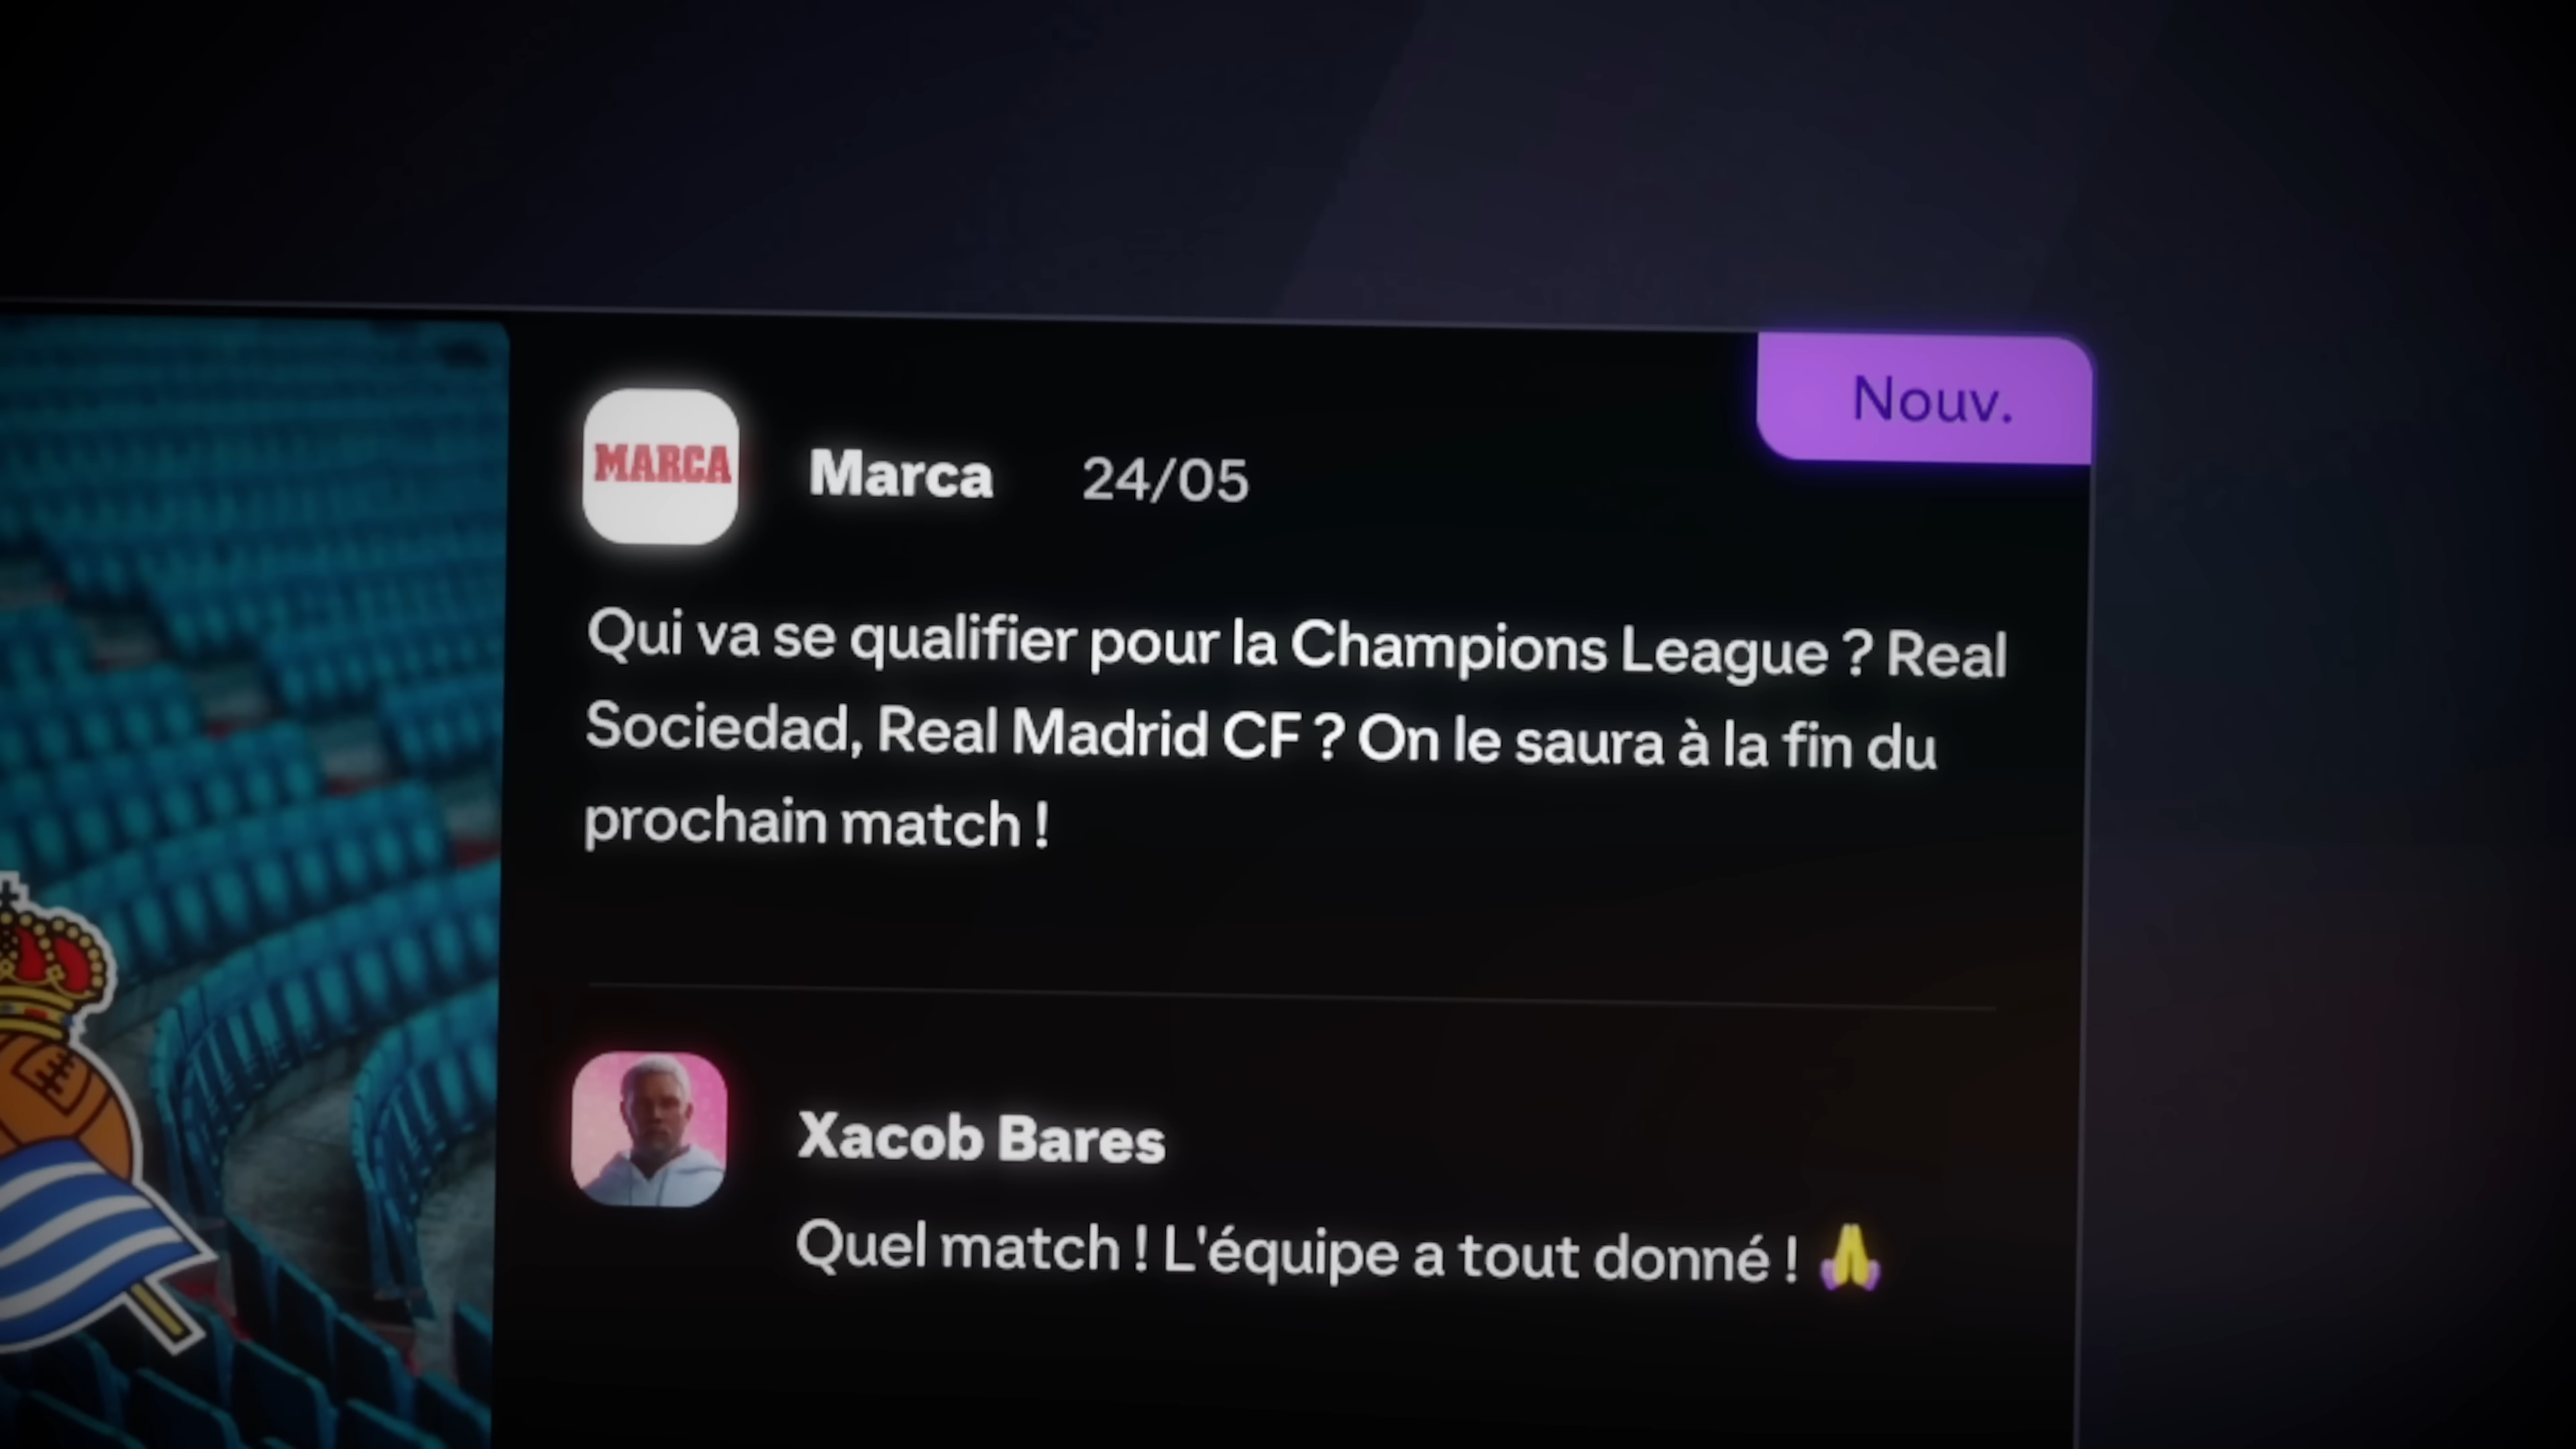 Nouv.
MARCA
Marca 24/05
Qui va se qualifier pour la Champions League ? Real
Sociedad, Real Madrid CF ? On le saura à la fin du
prochain match !
Xacob Bares
Quel match ! L'équipe a tout donné ! 🙏